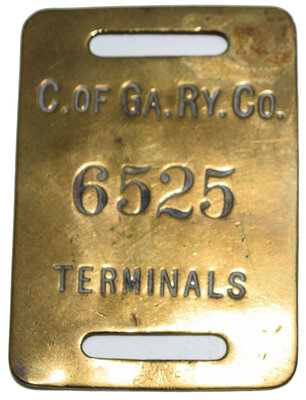 C. OF GA. RY. CO.
6525
TERMINALS